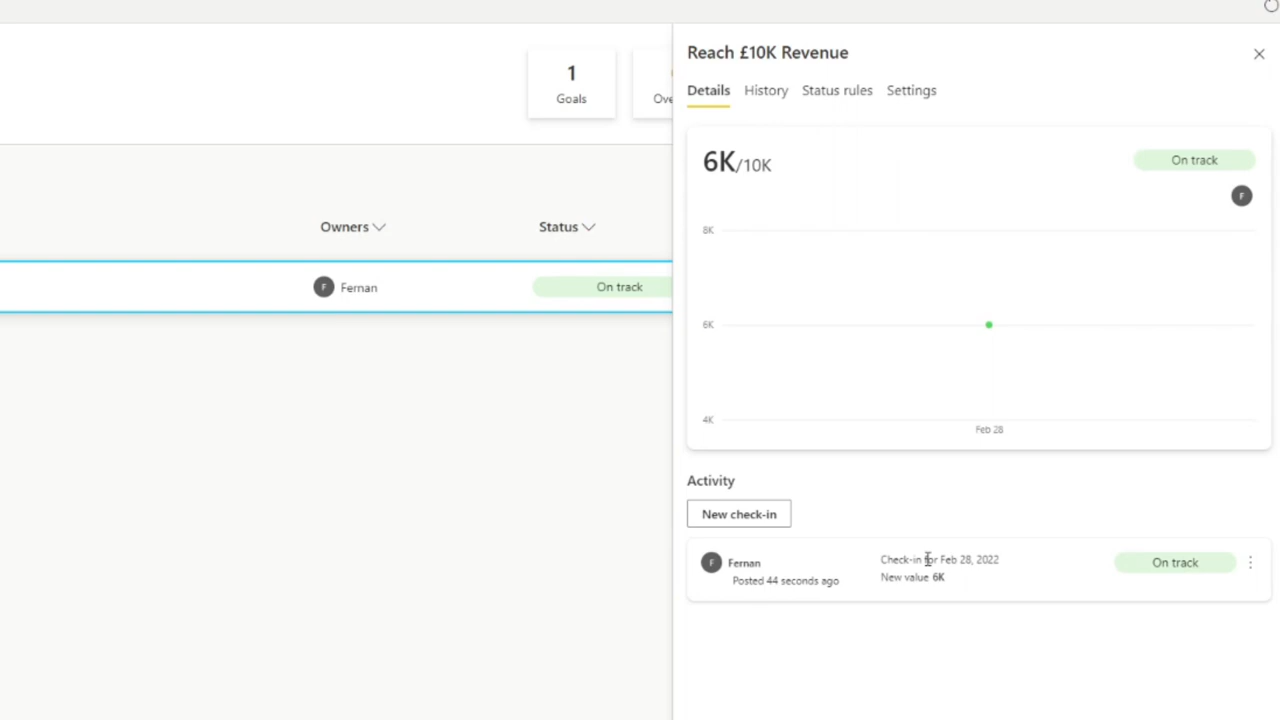 1
Goals
Ove
Owners
Status
F
Fernan
On track
Reach £10K Revenue
Details History Status rules Settings
6K/10K
On track
F
8K
6K
4K
Feb 28
Activity
New check-in
F
Fernan
Posted 44 seconds ago
Check-in for Feb 28, 2022
New value 6K
On track